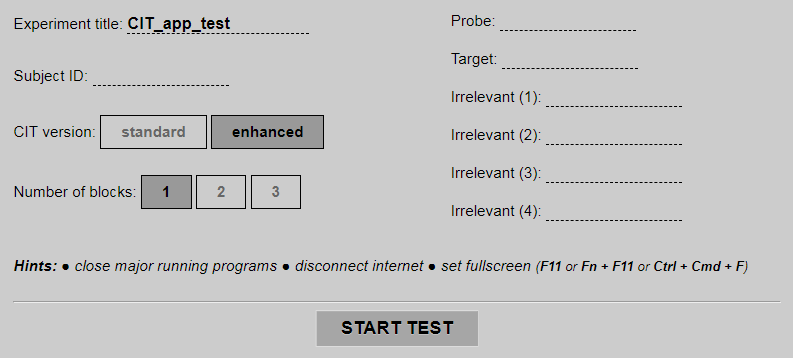 Experiment title: CIT_app_test
Subject ID:
CIT version: standard enhanced
Number of blocks: 1 2 3
Probe:
Target:
Irrelevant (1):
Irrelevant (2):
Irrelevant (3):
Irrelevant (4):
Hints: ● close major running programs ● disconnect internet ● set fullscreen (F11 or Fn + F11 or Ctrl + Cmd + F)
START TEST